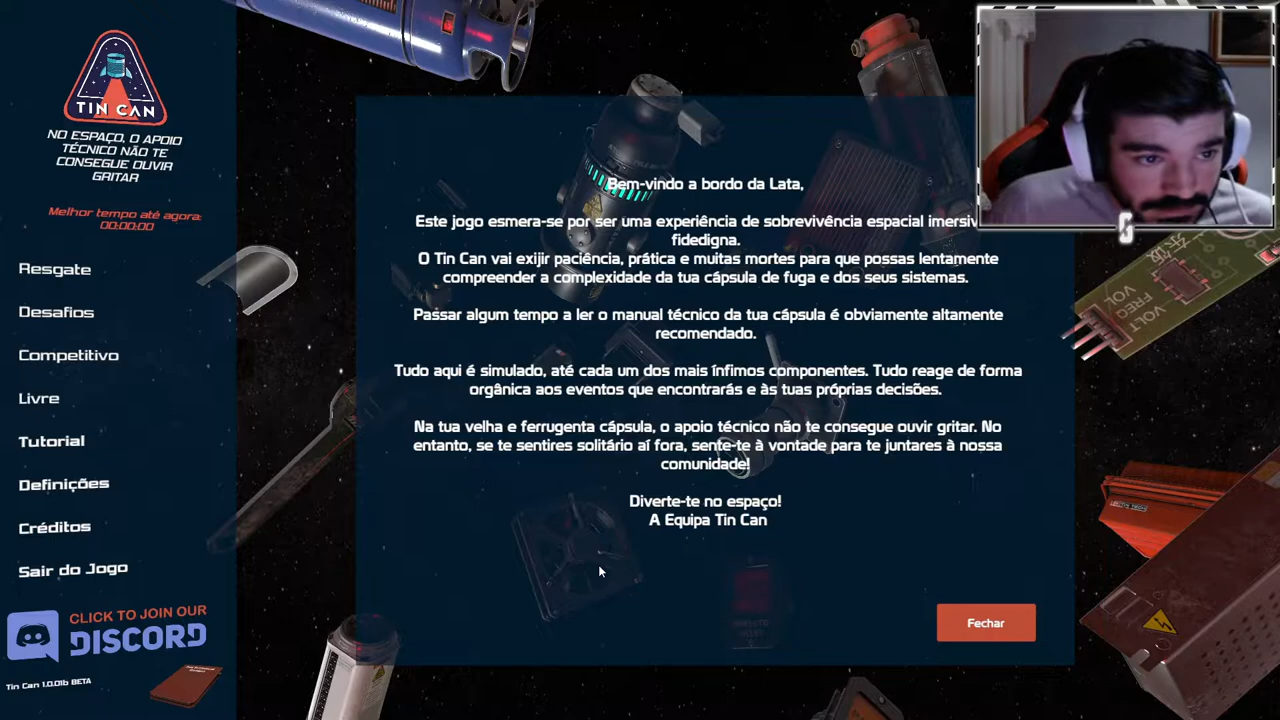 TIN CAN
NO ESPAÇO, O APOIO
TÉCNICO NÃO TE
CONSEGUE OUVIR
GRITAR
Melhor tempo até agora:
00:00:00
Resgate
Desafios
Competitivo
Livre
Tutorial
Definições
Créditos
Sair do Jogo
CLICK TO JOIN OUR
DISCORD
Tin Can 1.0.01b BETA
Bem-vindo a bordo da Lata,
Este jogo esmera-se por ser uma experiência de sobrevivência espacial imersiv
fidedigna.
O Tin Can vai exijir paciência, prática e muitas mortes para que possas lentamente
compreender a complexidade da tua cápsula de fuga e dos seus sistemas.
Passar algum tempo a ler o manual técnico da tua cápsula é obviamente altamente
recomendado.
Tudo aqui é simulado, até cada um dos mais ínfimos componentes. Tudo reage de forma
orgânica aos eventos que encontrarás e às tuas próprias decisões.
Na tua velha e ferrugenta cápsula, o apoio técnico não te consegue ouvir gritar. No
entanto, se te sentires solitário aí fora, sente-te à vontade para te juntares à nossa
comunidade!
Diverte-te no espaço!
A Equipa Tin Can
Fechar
G
FREQ
VOLT
VOLT